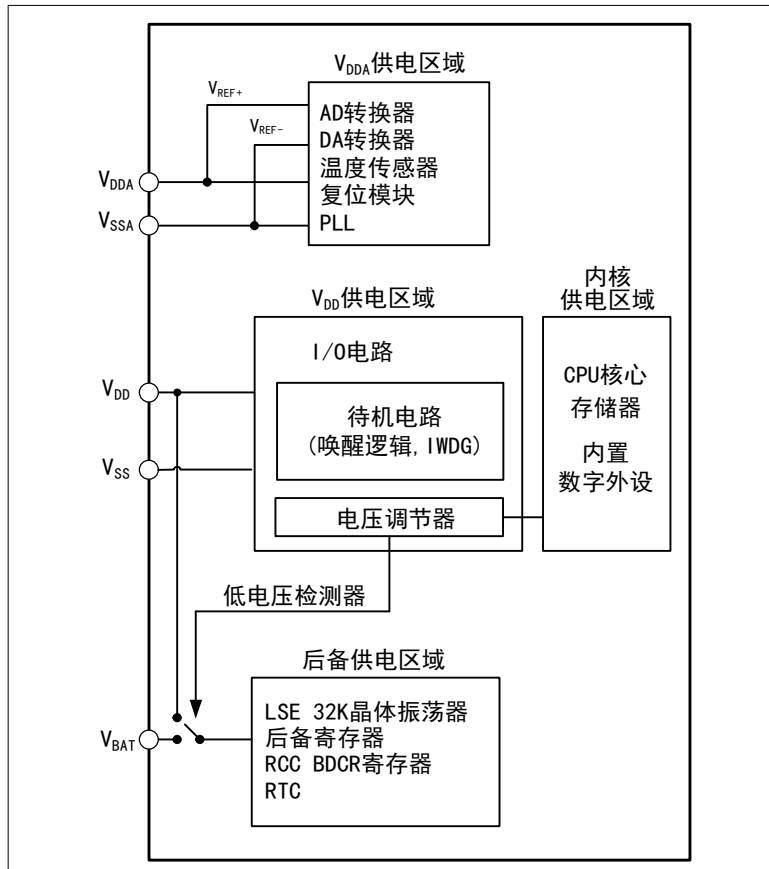 VDDA供电区域
VREF+
AD转换器
VREF-
DA转换器
温度传感器
VDDA
复位模块
VSSA
PLL
内核
供电区域
VDD供电区域
I/O电路
CPU核心
存储器
内置
数字外设
VDD
待机电路
(唤醒逻辑,IWDG)
VSS
电压调节器
低电压检测器
后备供电区域
LSE 32K晶体振荡器
后备寄存器
RCC BDCR寄存器
RTC
VBAT